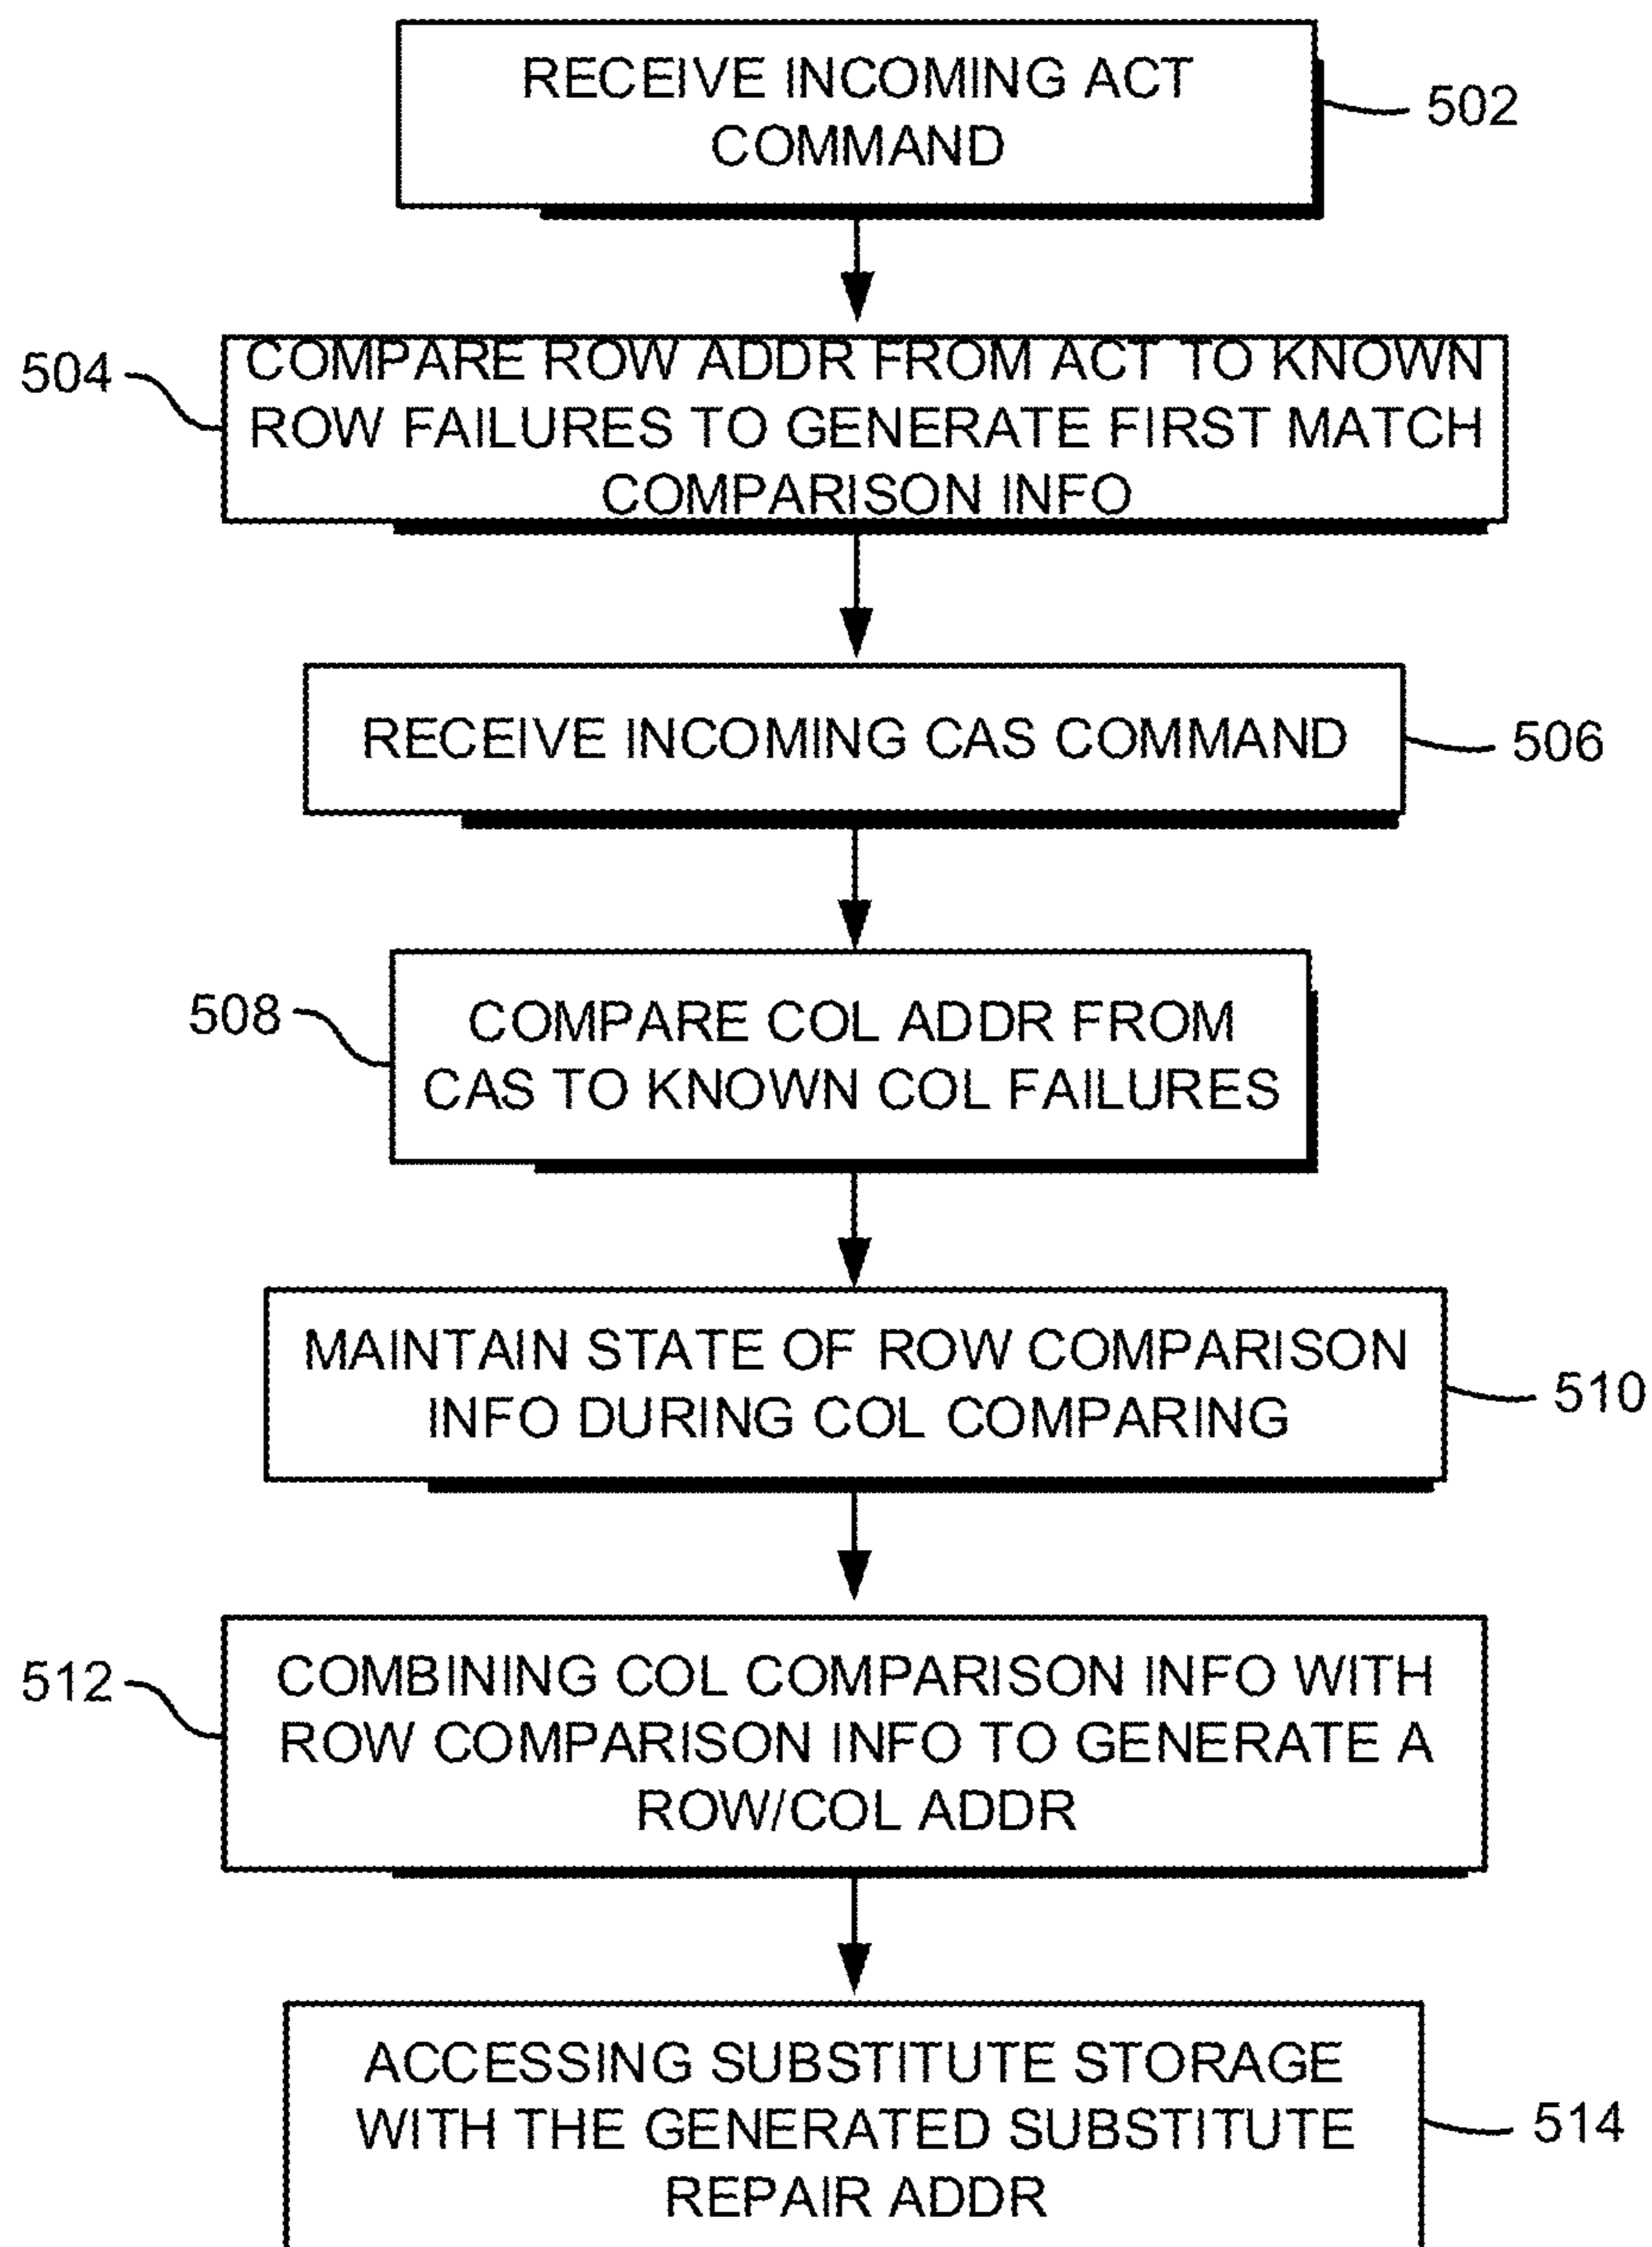 RECEIVE INCOMING ACT
COMMAND
502
504
COMPARE ROW ADDR FROM ACT TO KNOWN
ROW FAILURES TO GENERATE FIRST MATCH
COMPARISON INFO
RECEIVE INCOMING CAS COMMAND
506
508
COMPARE COL ADDR FROM
CAS TO KNOWN COL FAILURES
MAINTAIN STATE OF ROW COMPARISON
INFO DURING COL COMPARING
510
512
COMBINING COL COMPARISON INFO WITH
ROW COMPARISON INFO TO GENERATE A
ROW/COL ADDR
ACCESSING SUBSTITUTE STORAGE
WITH THE GENERATED SUBSTITUTE
REPAIR ADDR
514